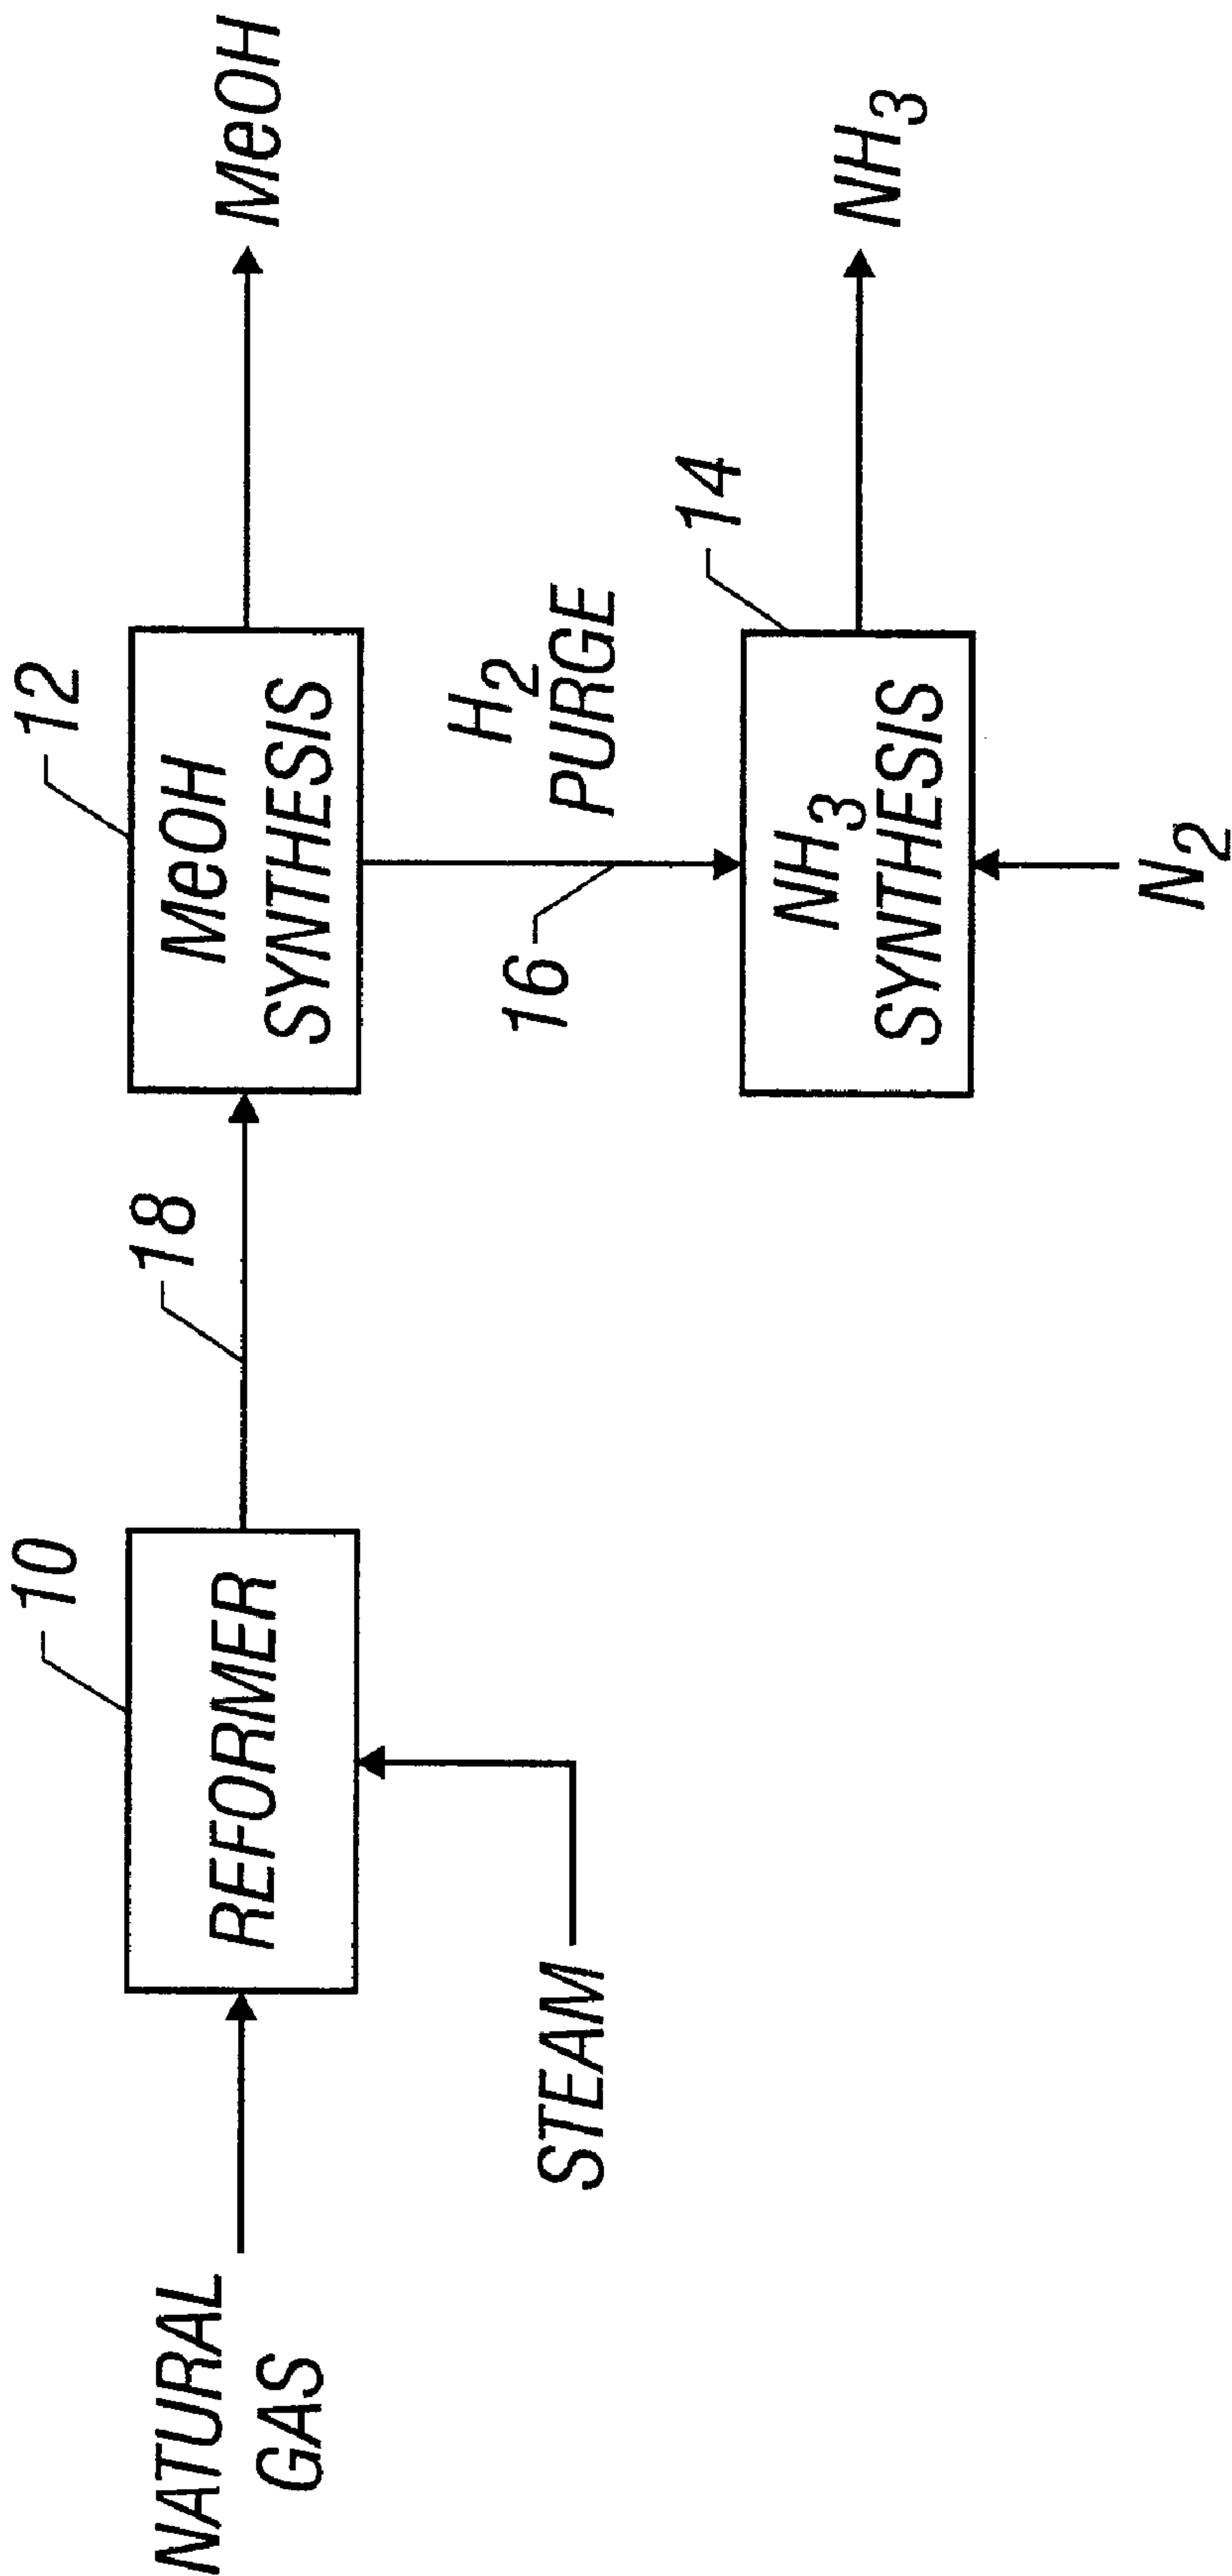 NATURAL
GAS
STEAM
10
REFORMER
18
12
MeOH
SYNTHESIS
MeOH
16
H2
PURGE
14
NH3
SYNTHESIS
NH3
N2